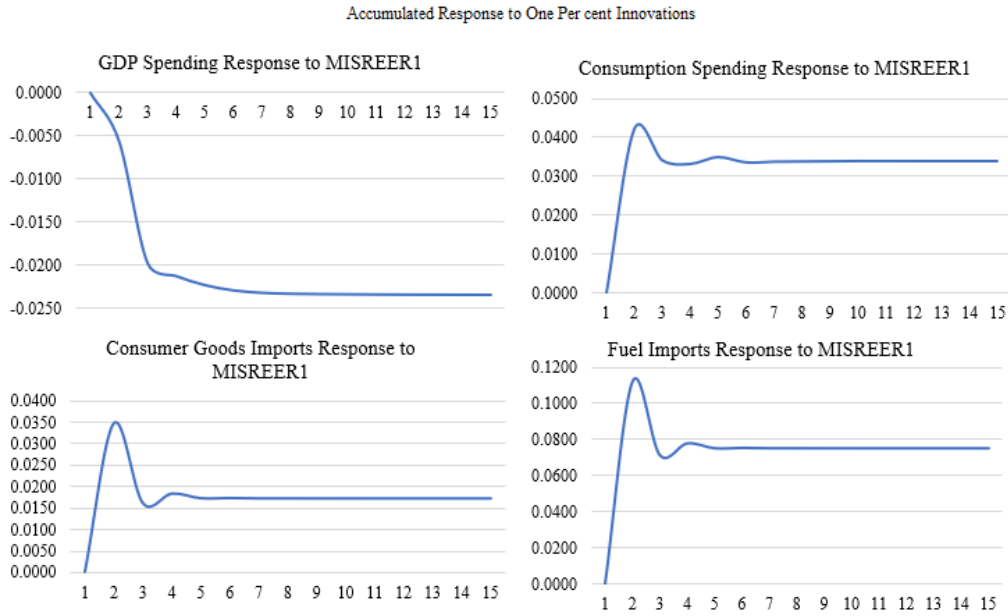 Accumulated Response to One Per cent Innovations
GDP Spending Response to MISREER1
0.0000
-0.0050
-0.0100
-0.0150
-0.0200
-0.0250
1 2 3 4 5 6 7 8 9 10 11 12 13 14 15
Consumption Spending Response to MISREER1
0.0500
0.0400
0.0300
0.0200
0.0100
0.0000
1 2 3 4 5 6 7 8 9 10 11 12 13 14 15
Consumer Goods Imports Response to
MISREER1
0.0400
0.0350
0.0300
0.0250
0.0200
0.0150
0.0100
0.0050
0.0000
1 2 3 4 5 6 7 8 9 10 11 12 13 14 15
Fuel Imports Response to MISREER1
0.1200
0.1000
0.0800
0.0600
0.0400
0.0200
0.0000
1 2 3 4 5 6 7 8 9 10 11 12 13 14 15